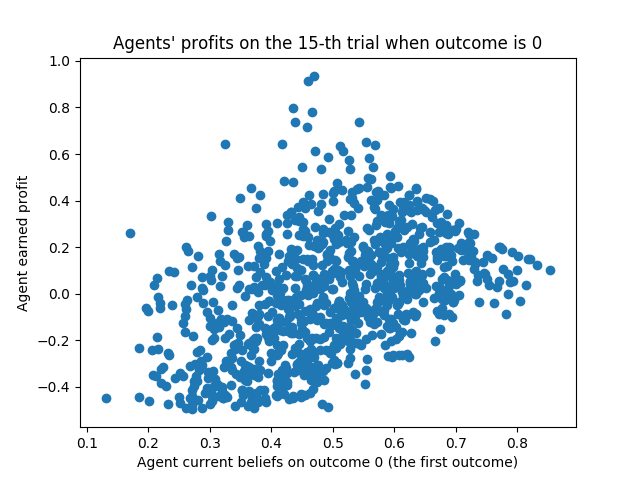 Agents' profits on the 15-th trial when outcome is 0
1.0
0.8
0.6
0.4
0.2
0.0
−0.2
−0.4
Agent earned profit
0.1 0.2 0.3 0.4 0.5 0.6 0.7 0.8
Agent current beliefs on outcome 0 (the first outcome)